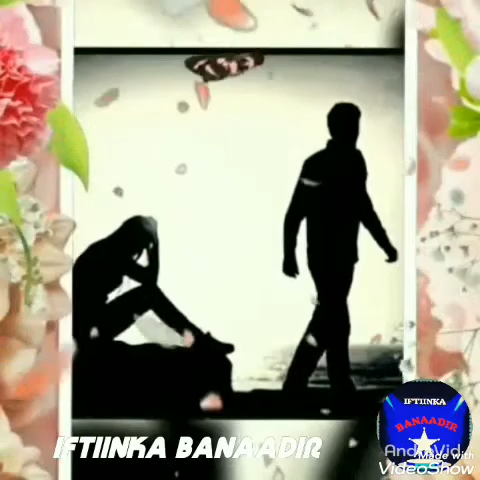 IFTIINKA
BANAADIR
IFTIINKA BANAADIR
Made with
VideoShow